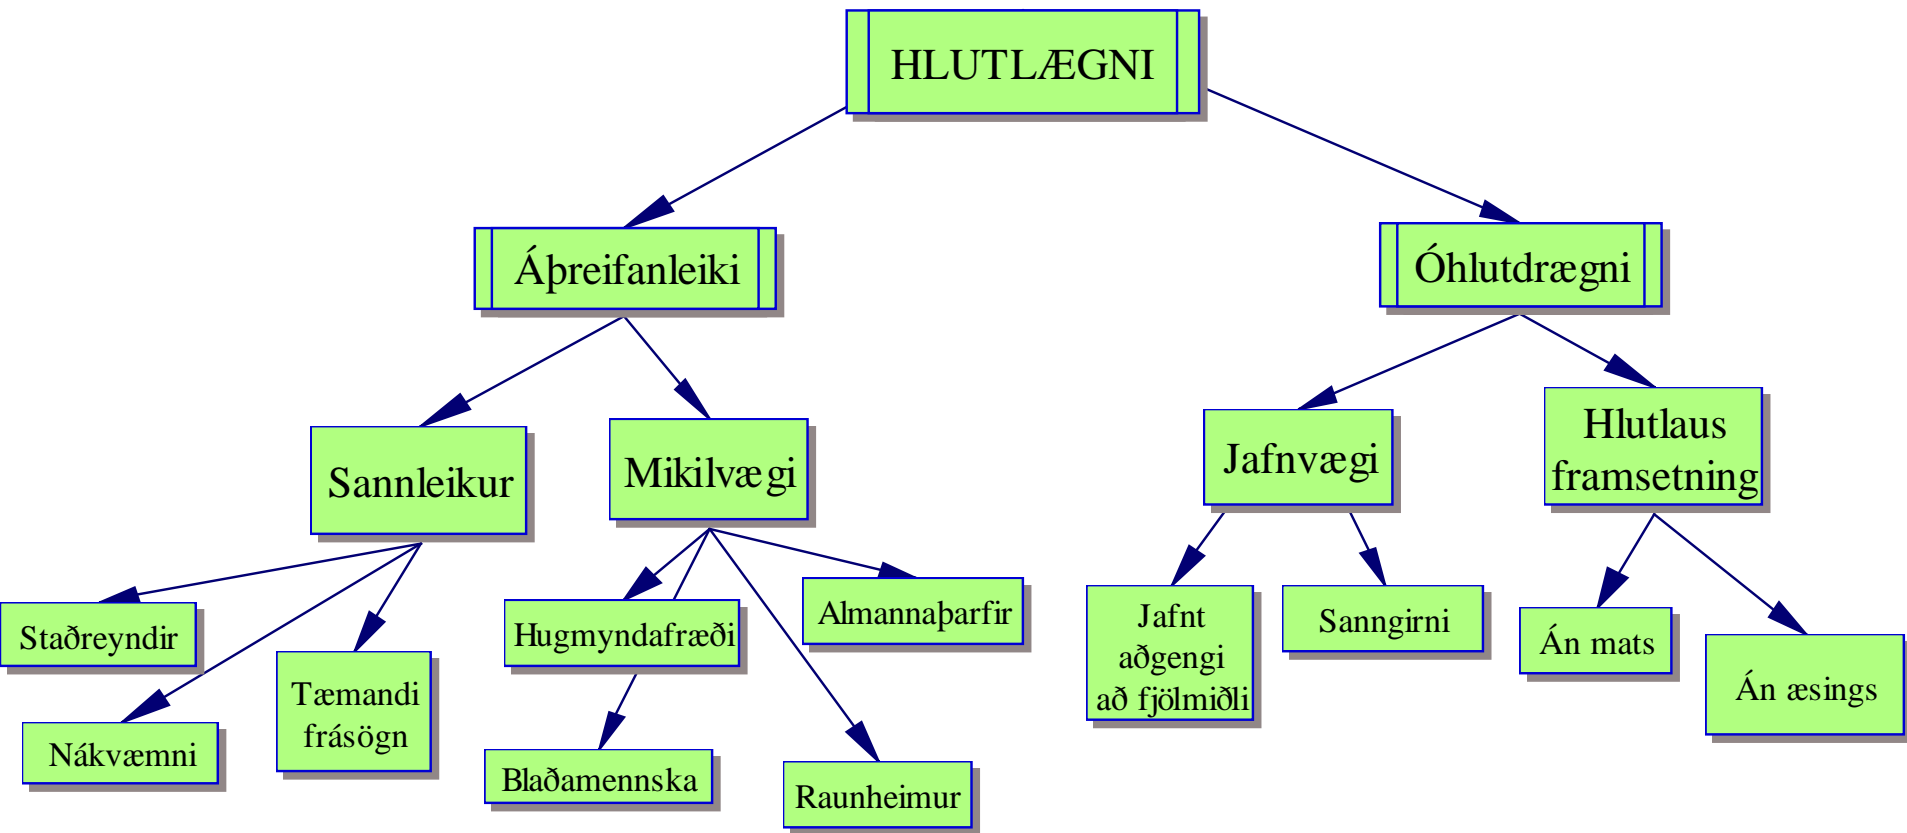 HLUTLÆGNI
Áþreifanleiki
Óhlutdrægni
Sannleikur
Mikilvægi
Jafnvægi
Hlutlaus
framsetning
Staðreyndir
Nákvæmni
Tæmandi
frásögn
Hugmyndafræði
Blaðamennska
Raunheimur
Almannaþarfir
Jafnt
aðgengi
að fjölmiðli
Sanngirni
Án mats
Án æsings